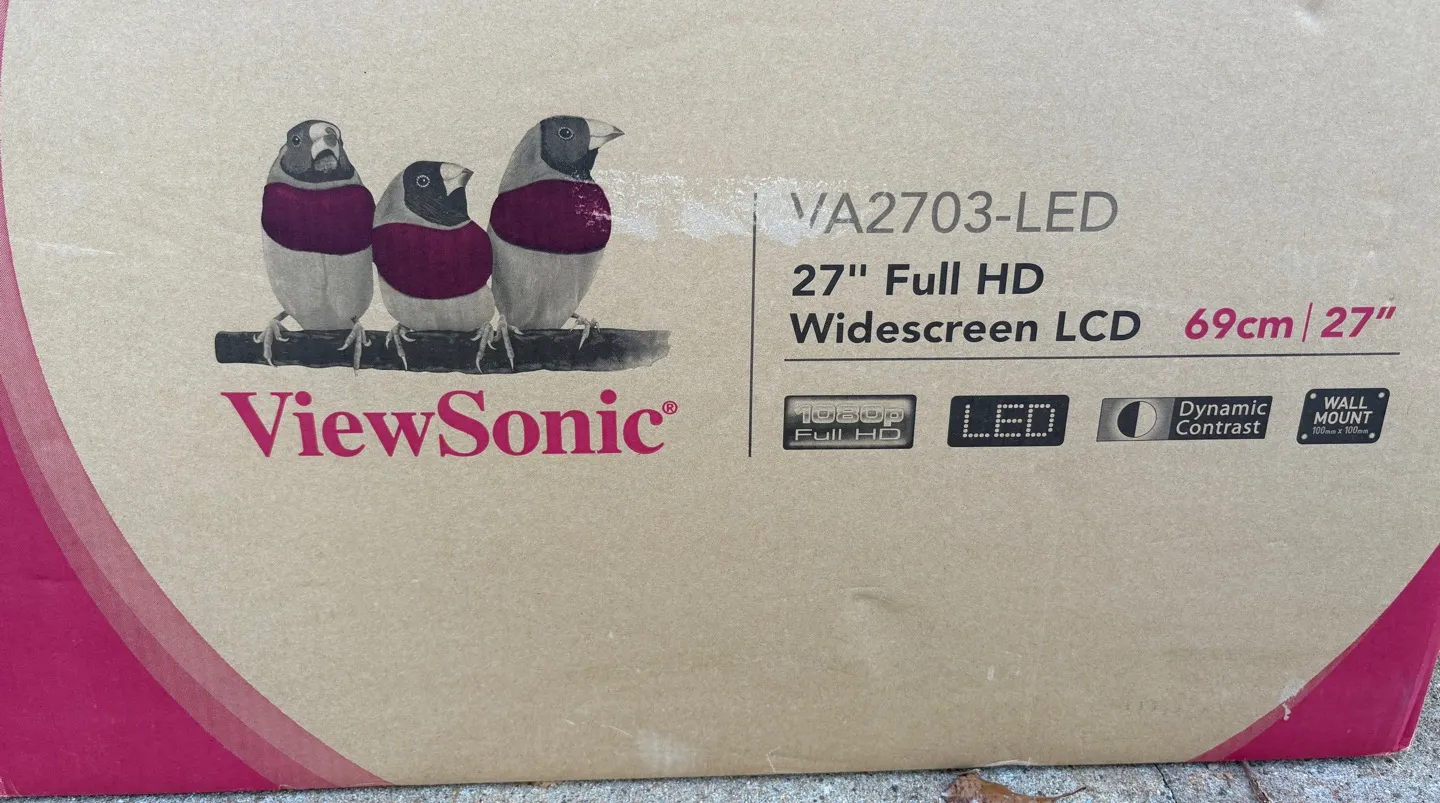 ViewSonic®
VA2703-LED
27" Full HD
Widescreen LCD 69cm | 27"
1080p
Full HD
LED
Dynamic
Contrast
WALL
MOUNT
100mm x 100mm